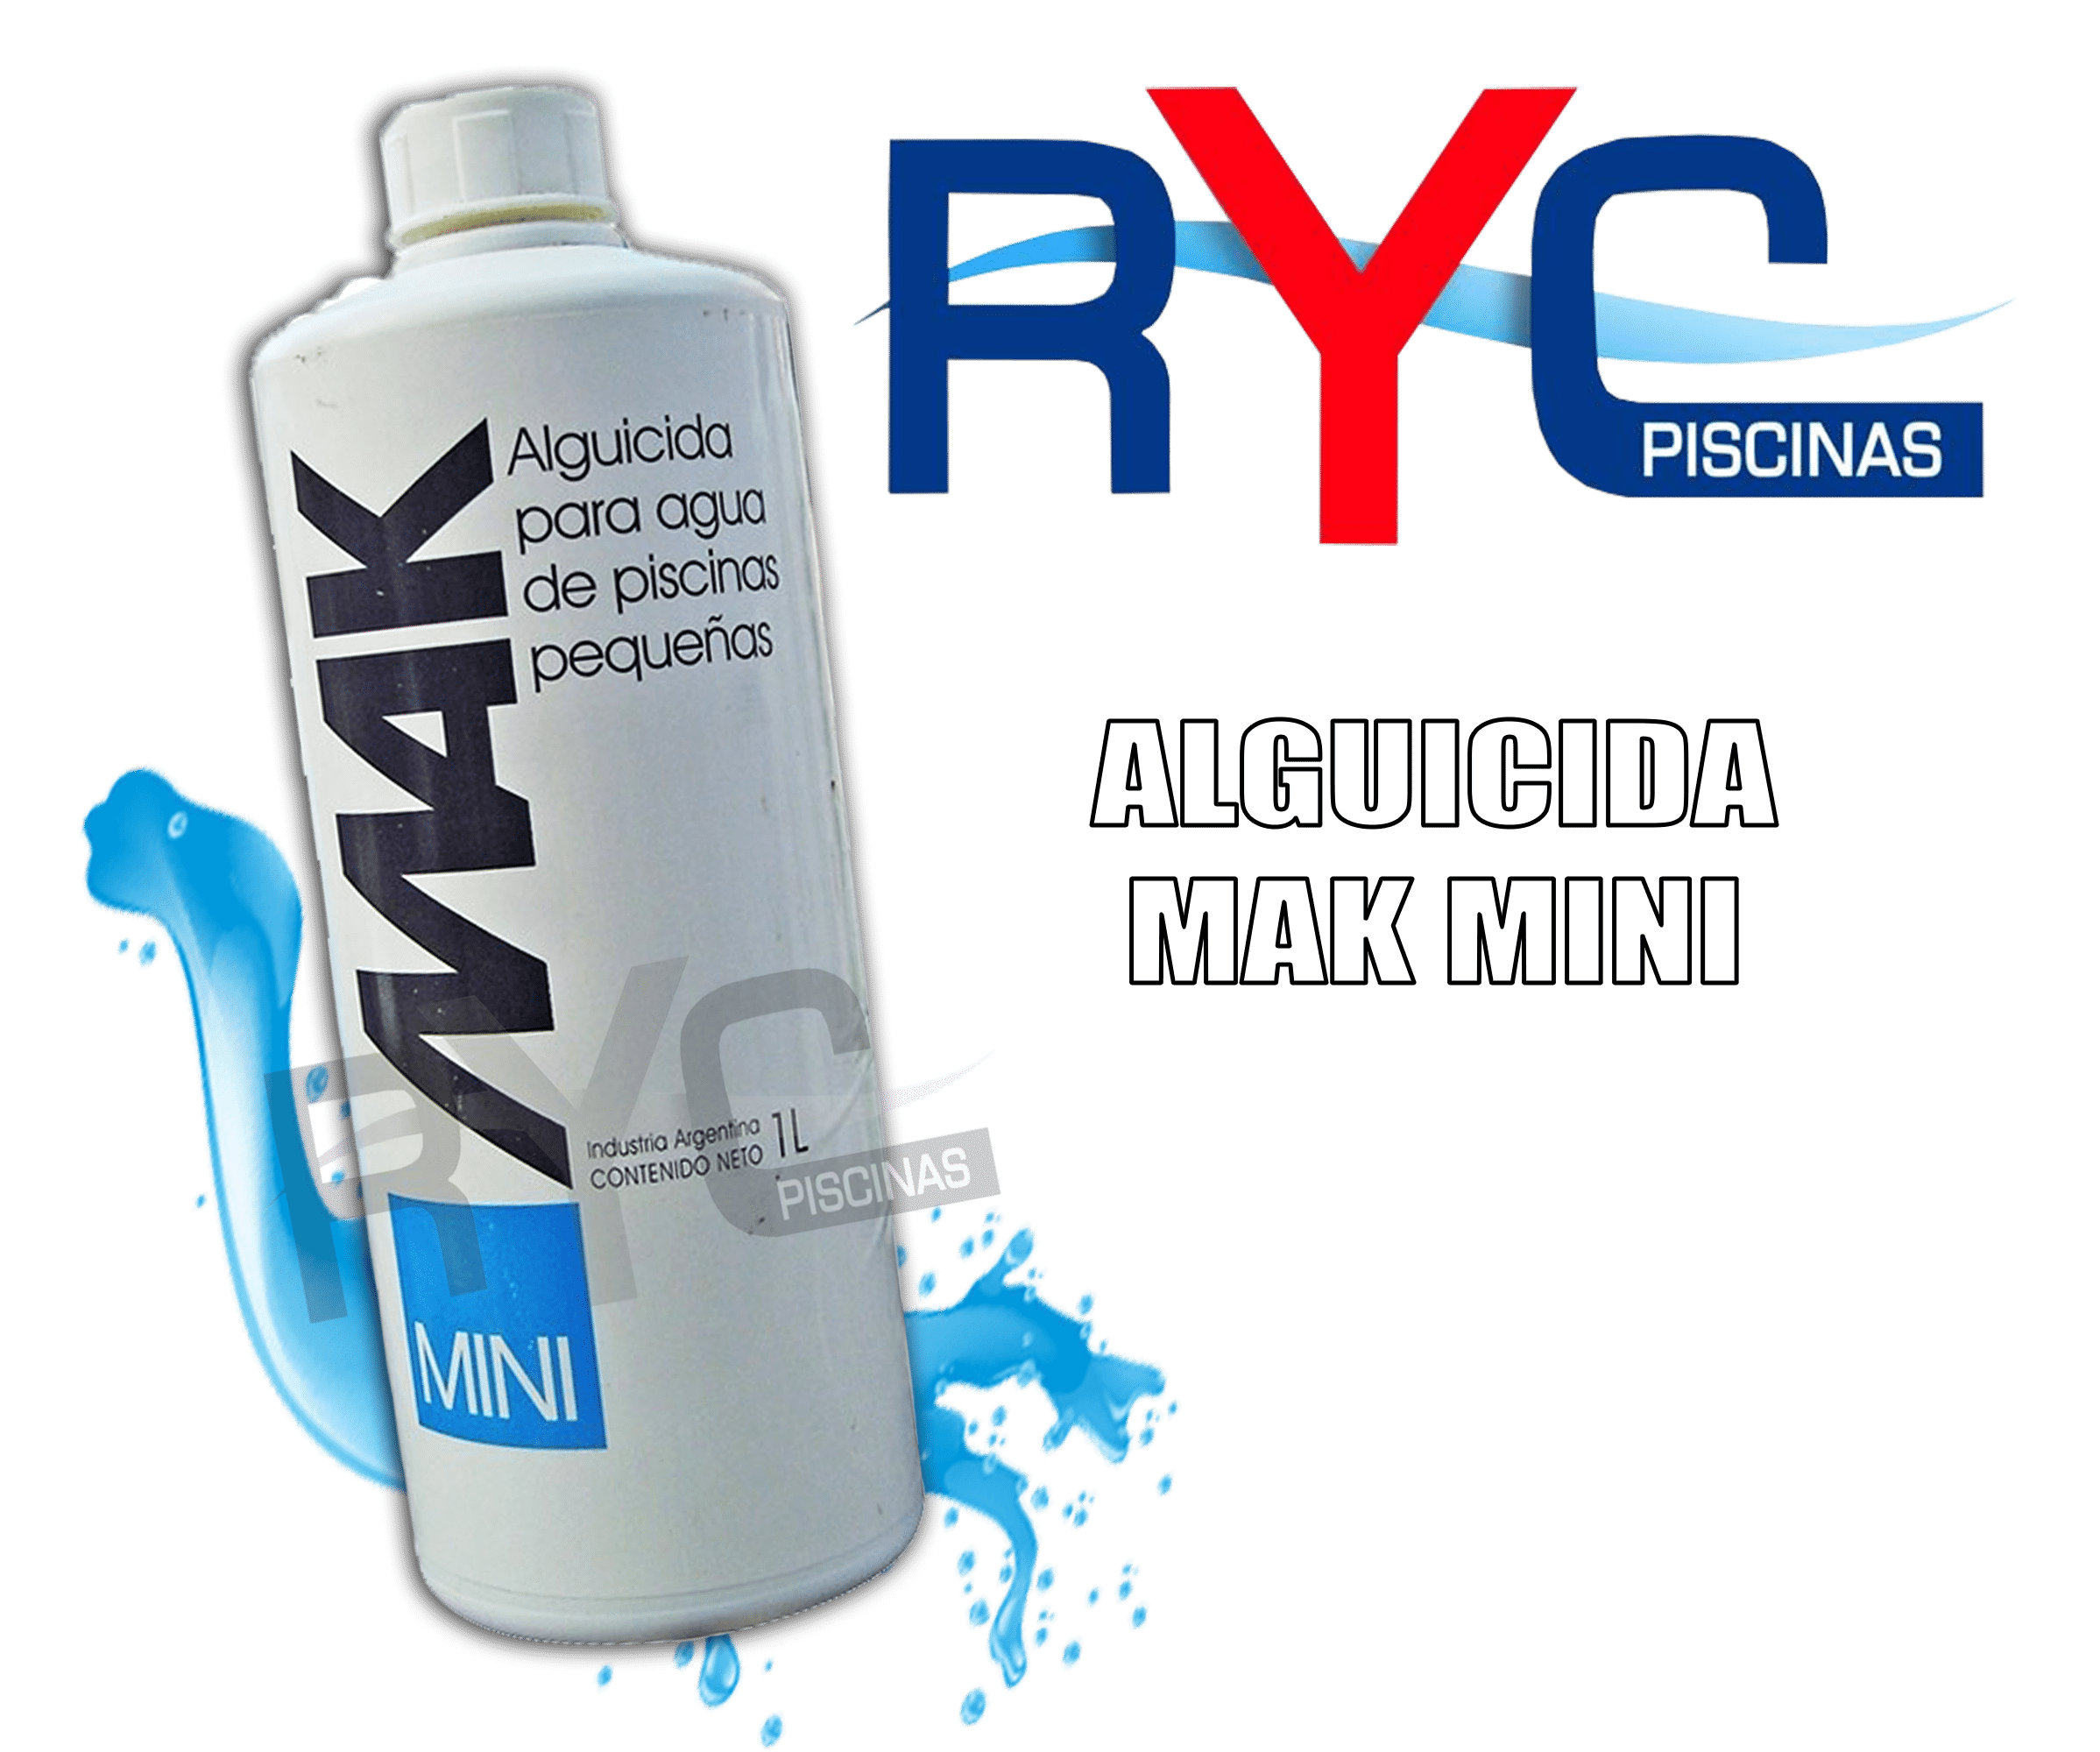 RYC
PISCINAS
ALGUICIDA
MAK MINI
MAK
Alguicida
para agua
de piscinas
pequeñas
Industria Argentina
CONTENIDO NETO 1L
MINI
RYC
PISCINAS